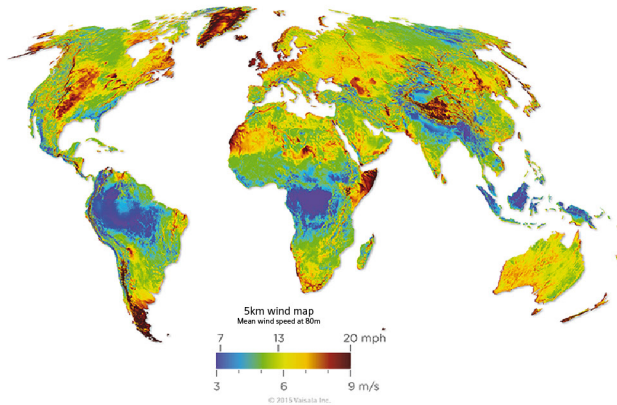 5km wind map
Mean wind speed at 80m
7 13 20 mph
3 6 9 m/s
© 2015 Vaisala Inc.